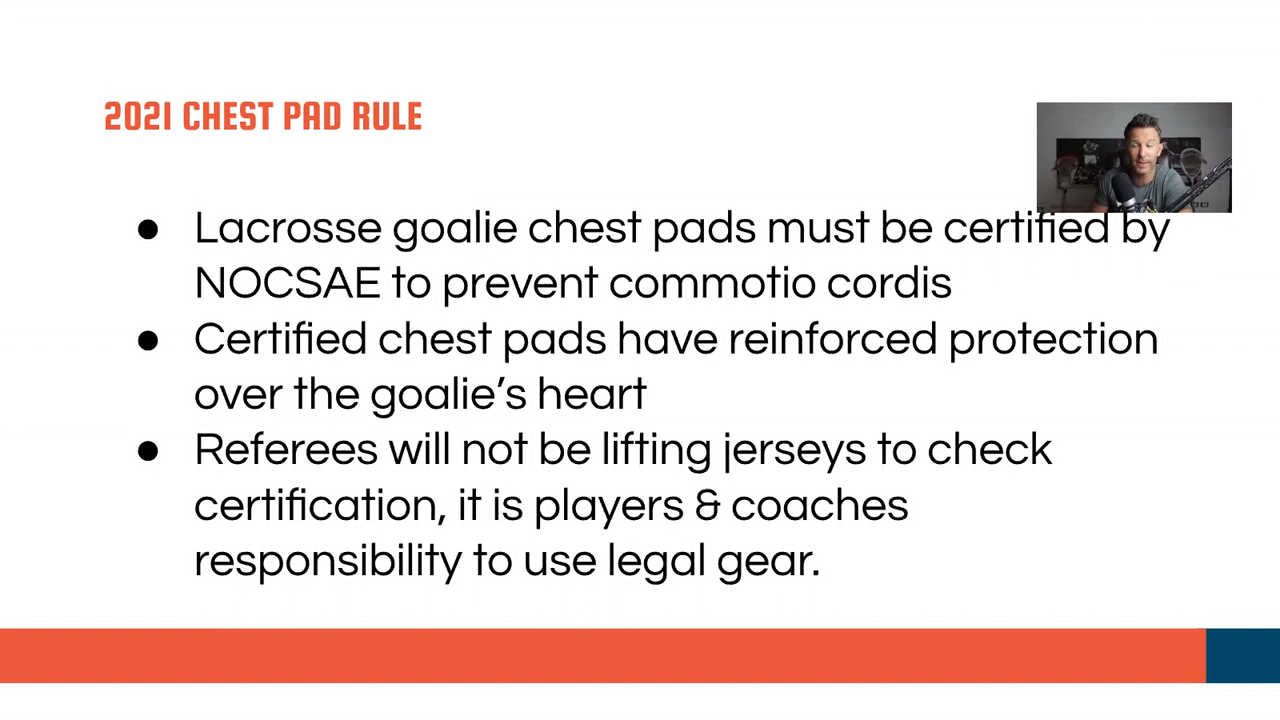 2021 CHEST PAD RULE
● Lacrosse goalie chest pads must be certified by
NOCSAE to prevent commotio cordis
● Certified chest pads have reinforced protection
over the goalie’s heart
● Referees will not be lifting jerseys to check
certification, it is players & coaches
responsibility to use legal gear.